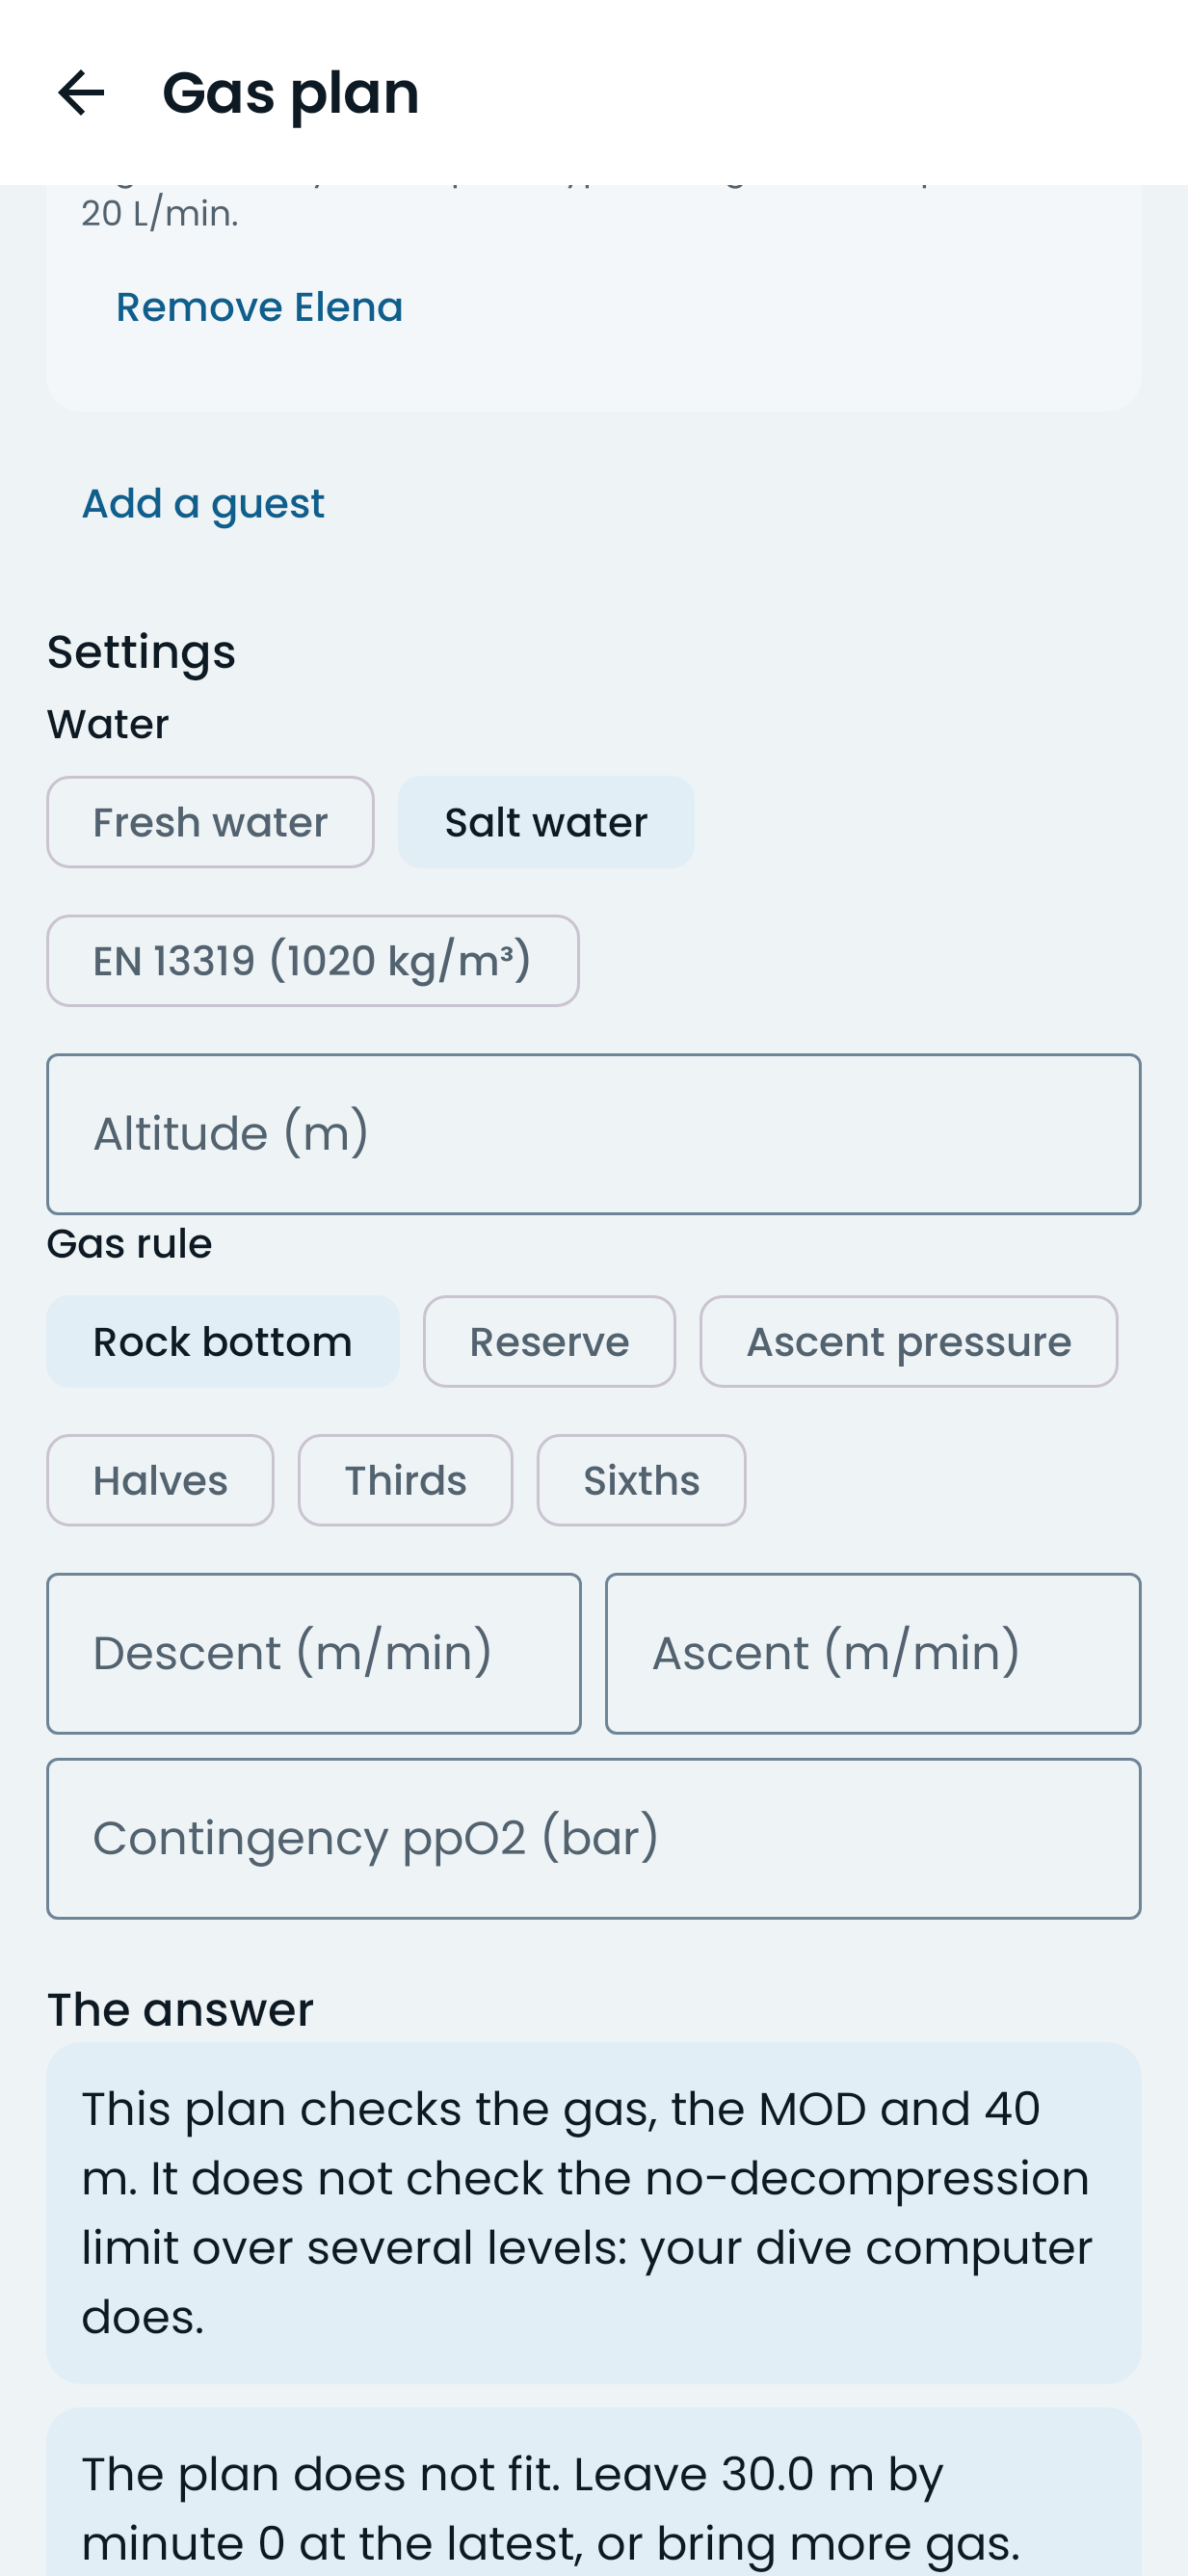 Gas plan
20 L/min.
Remove Elena
Add a guest
Settings
Water
Fresh water
Salt water
EN 13319 (1020 kg/m³)
Altitude (m)
Gas rule
Rock bottom
Reserve
Ascent pressure
Halves
Thirds
Sixths
Descent (m/min)
Ascent (m/min)
Contingency ppO2 (bar)
The answer
This plan checks the gas, the MOD and 40
m. It does not check the no-decompression
limit over several levels: your dive computer
does.
The plan does not fit. Leave 30.0 m by
minute 0 at the latest, or bring more gas.